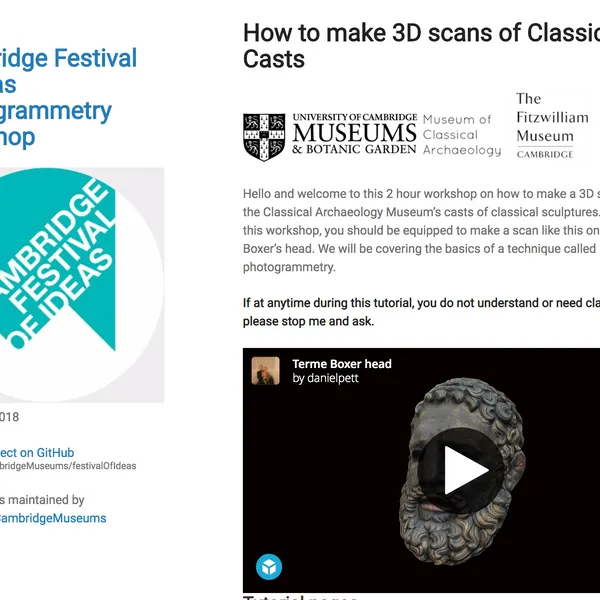 ridge Festival
as
grammetry
hop
AMBRIDGE
FESTIVAL
OF IDEAS
018
ect on GitHub
bridgeMuseums/festivalOfIdeas
s maintained by
CambridgeMuseums
How to make 3D scans of Classic
Casts
UNIVERSITY OF CAMBRIDGE
MUSEUMS
& BOTANIC GARDEN
Museum of
Classical
Archaeology
The
Fitzwilliam
Museum
CAMBRIDGE
Hello and welcome to this 2 hour workshop on how to make a 3D s
the Classical Archaeology Museum's casts of classical sculptures.
this workshop, you should be equipped to make a scan like this on
Boxer's head. We will be covering the basics of a technique called
photogrammetry.
If at anytime during this tutorial, you do not understand or need cla
please stop me and ask.
Terme Boxer head
by danielpett
Tutorial pages